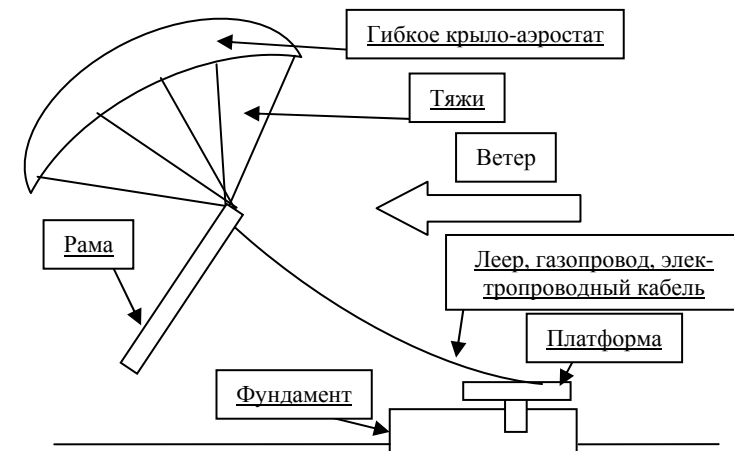 Гибкое крыло-аэростат
Тяжи
Ветер
Рама
Леер, газопровод, элек-
тропроводный кабель
Платформа
Фундамент